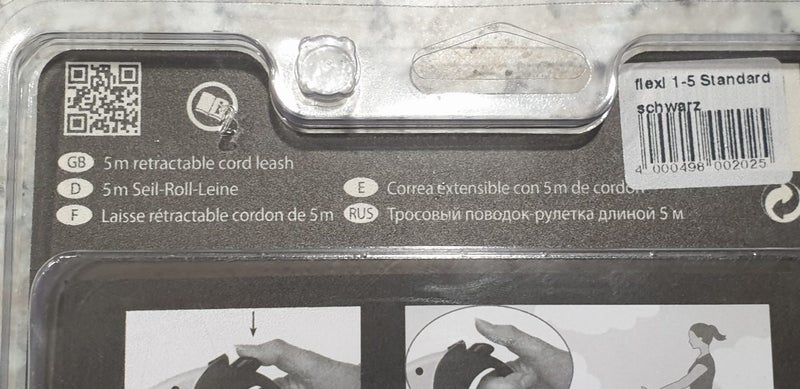 flexi 1-5 Standard
schwarz
4 000498 002025
GB 5 m retractable cord leash
D 5 m Seil-Roll-Leine
E Correa extensible con 5 m de cordon
F Laisse rétractable cordon de 5 m
RUS Тросовый поводок-рулетка длиной 5 м